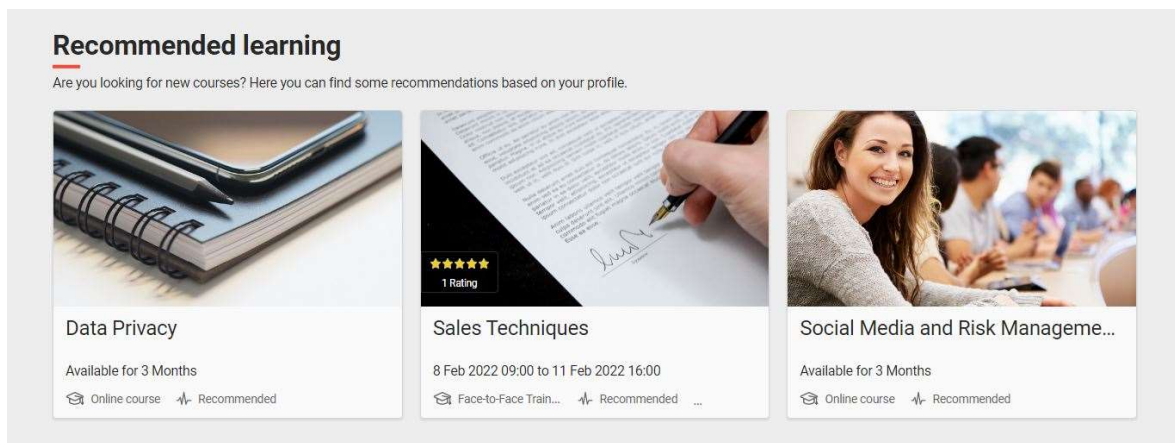 Recommended learning
Are you looking for new courses? Here you can find some recommendations based on your profile.
1 Rating
Data Privacy
Available for 3 Months
Online course Recommended
Sales Techniques
8 Feb 2022 09:00 to 11 Feb 2022 16:00
Face-to-Face Train... Recommended ...
Social Media and Risk Manageme...
Available for 3 Months
Online course Recommended